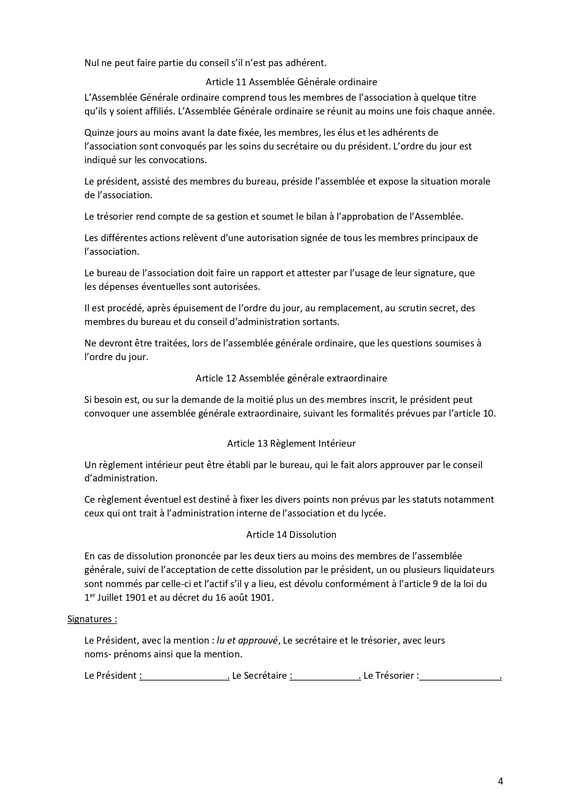 Nul ne peut faire partie du conseil s’il n’est pas adhérent.
Article 11 Assemblée Générale ordinaire
L’Assemblée Générale ordinaire comprend tous les membres de l’association à quelque titre
qu’ils y soient affiliés. L’Assemblée Générale ordinaire se réunit au moins une fois chaque année.
Quinze jours au moins avant la date fixée, les membres, les élus et les adhérents de
l’association sont convoqués par les soins du secrétaire ou du président. L’ordre du jour est
indiqué sur les convocations.
Le président, assisté des membres du bureau, préside l’assemblée et expose la situation morale
de l’association.
Le trésorier rend compte de sa gestion et soumet le bilan à l’approbation de l’Assemblée.
Les différentes actions relèvent d’une autorisation signée de tous les membres principaux de
l’association.
Le bureau de l’association doit faire un rapport et attester par l’usage de leur signature, que
les dépenses éventuelles sont autorisées.
Il est procédé, après épuisement de l’ordre du jour, au remplacement, au scrutin secret, des
membres du bureau et du conseil d’administration sortants.
Ne devront être traitées, lors de l’assemblée générale ordinaire, que les questions soumises à
l’ordre du jour.
Article 12 Assemblée générale extraordinaire
Si besoin est, ou sur la demande de la moitié plus un des membres inscrit, le président peut
convoquer une assemblée générale extraordinaire, suivant les formalités prévues par l’article 10.
Article 13 Règlement Intérieur
Un règlement intérieur peut être établi par le bureau, qui le fait alors approuver par le conseil
d’administration.
Ce règlement éventuel est destiné à fixer les divers points non prévus par les statuts notamment
ceux qui ont trait à l’administration interne de l’association et du lycée.
Article 14 Dissolution
En cas de dissolution prononcée par les deux tiers au moins des membres de l’assemblée
générale, suivi de l’acceptation de cette dissolution par le président, un ou plusieurs liquidateurs
sont nommés par celle-ci et l’actif s’il y a lieu, est dévolu conformément à l’article 9 de la loi du
1er Juillet 1901 et au décret du 16 août 1901.
Signatures :
Le Président, avec la mention : lu et approuvé, Le secrétaire et le trésorier, avec leurs
noms- prénoms ainsi que la mention.
Le Président :__________________. Le Secrétaire :______________. Le Trésorier :_________________.
4